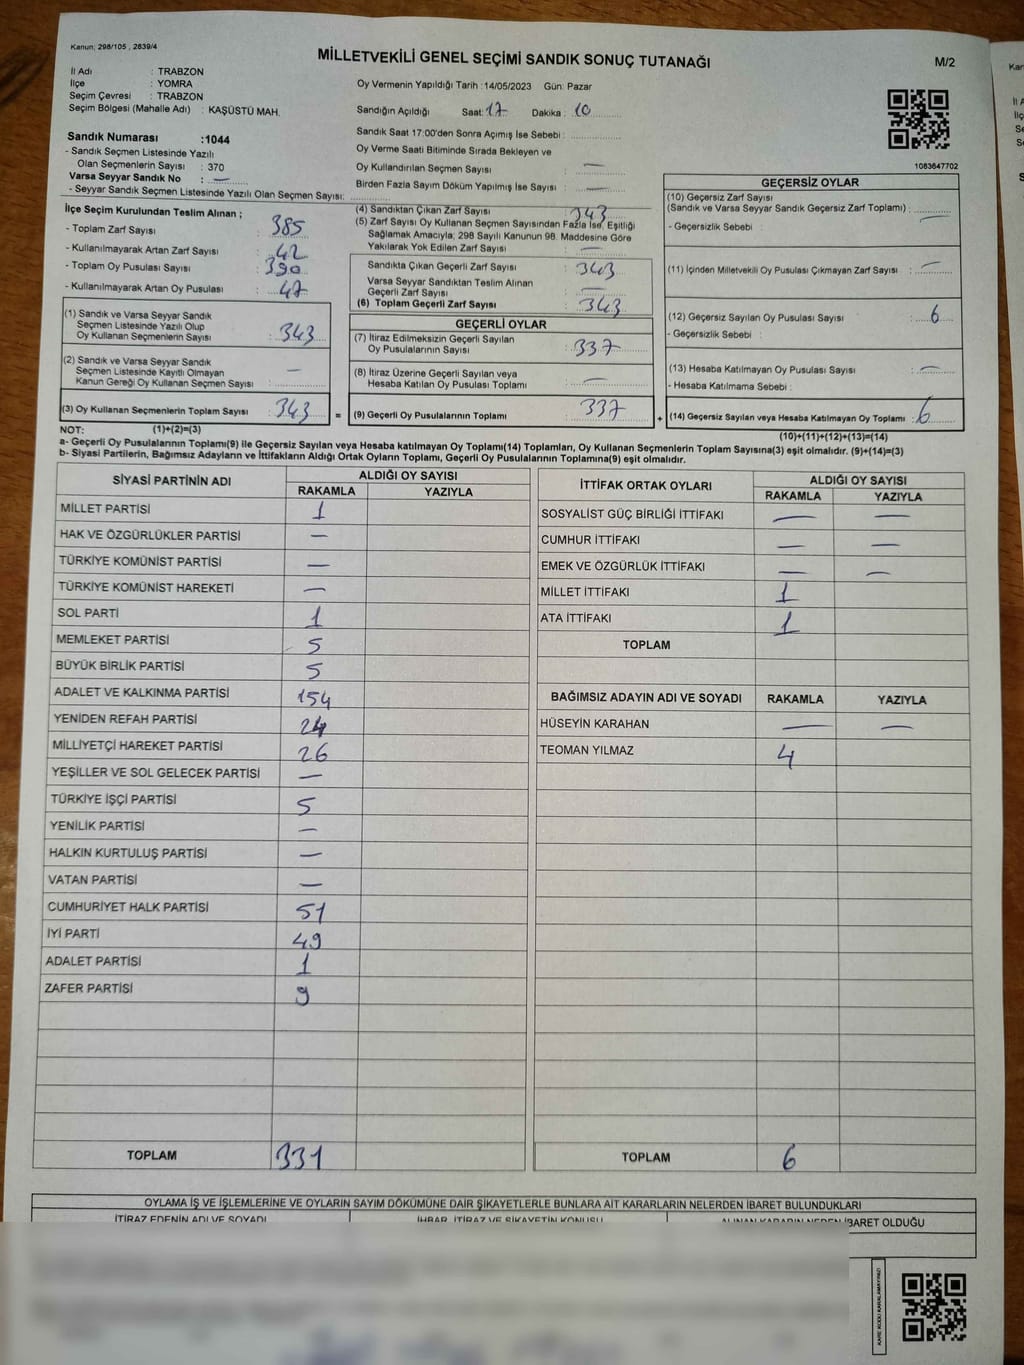 Kanun; 298/105 , 2839/4
MİLLETVEKİLİ GENEL SEÇİMİ SANDIK SONUÇ TUTANAĞI
M/2
İl Adı : TRABZON
İlçe : YOMRA
Seçim Çevresi : TRABZON
Seçim Bölgesi (Mahalle Adı) : KAŞÜSTÜ MAH.
Oy Vermenin Yapıldığı Tarih :14/05/2023 Gün: Pazar
Sandığın Açıldığı Saat: 17 Dakika : 10
Sandık Saat 17:00'den Sonra Açımış İse Sebebi :
Oy Verme Saati Bitiminde Sırada Bekleyen ve
Oy Kullandırılan Seçmen Sayısı : —
Birden Fazla Sayım Döküm Yapılmış İse Sayısı : —
1083647702
Sandık Numarası :1044
- Sandık Seçmen Listesinde Yazılı
Olan Seçmenlerin Sayısı : 370
Varsa Seyyar Sandık No : —
- Seyyar Sandık Seçmen Listesinde Yazılı Olan Seçmen Sayısı:
İlçe Seçim Kurulundan Teslim Alınan ;
- Toplam Zarf Sayısı : 385
- Kullanılmayarak Artan Zarf Sayısı : 42
- Toplam Oy Pusulası Sayısı : 390
- Kullanılmayarak Artan Oy Pusulası : 47
(1) Sandık ve Varsa Seyyar Sandık
Seçmen Listesinde Yazılı Olup
Oy Kullanan Seçmenlerin Sayısı : 343
(2) Sandık ve Varsa Seyyar Sandık
Seçmen Listesinde Kayıtlı Olmayan
Kanun Gereği Oy Kullanan Seçmen Sayısı : —
(3) Oy Kullanan Seçmenlerin Toplam Sayısı : 343 =
(4) Sandıktan Çıkan Zarf Sayısı : 343
(5) Zarf Sayısı Oy Kullanan Seçmen Sayısından Fazla İse, Eşitliği
Sağlamak Amacıyla, 298 Sayılı Kanunun 98. Maddesine Göre
Yakılarak Yok Edilen Zarf Sayısı : —
Sandıkta Çıkan Geçerli Zarf Sayısı : 343
Varsa Seyyar Sandıktan Teslim Alınan
Geçerli Zarf Sayısı : —
(6) Toplam Geçerli Zarf Sayısı : 343
GEÇERLİ OYLAR
(7) İtiraz Edilmeksizin Geçerli Sayılan
Oy Pusulalarının Sayısı : 337
(8) İtiraz Üzerine Geçerli Sayılan veya
Hesaba Katılan Oy Pusulası Toplamı : —
(9) Geçerli Oy Pusulalarının Toplamı : 337 +
GEÇERSİZ OYLAR
(10) Geçersiz Zarf Sayısı
(Sandık ve Varsa Seyyar Sandık Geçersiz Zarf Toplamı) : —
- Geçersizlik Sebebi :
(11) İçinden Milletvekili Oy Pusulası Çıkmayan Zarf Sayısı : —
(12) Geçersiz Sayılan Oy Pusulası Sayısı : 6
- Geçersizlik Sebebi :
(13) Hesaba Katılmayan Oy Pusulası Sayısı : —
- Hesaba Katılmama Sebebi :
(14) Geçersiz Sayılan veya Hesaba Katılmayan Oy Toplamı : 6
NOT: (1)+(2)=(3)
(10)+(11)+(12)+(13)=(14)
a- Geçerli Oy Pusulalarının Toplamı(9) ile Geçersiz Sayılan veya Hesaba katılmayan Oy Toplamı(14) Toplamları, Oy Kullanan Seçmenlerin Toplam Sayısına(3) eşit olmalıdır. (9)+(14)=(3)
b- Siyasi Partilerin, Bağımsız Adayların ve İttifakların Aldığı Ortak Oyların Toplamı, Geçerli Oy Pusulalarının Toplamına(9) eşit olmalıdır.
SİYASİ PARTİNİN ADI ALDIĞI OY SAYISI
RAKAMLA YAZIYLA
MİLLET PARTİSİ 1
HAK VE ÖZGÜRLÜKLER PARTİSİ —
TÜRKİYE KOMÜNİST PARTİSİ —
TÜRKİYE KOMÜNİST HAREKETİ —
SOL PARTİ 1
MEMLEKET PARTİSİ 5
BÜYÜK BİRLİK PARTİSİ 5
ADALET VE KALKINMA PARTİSİ 154
YENİDEN REFAH PARTİSİ 24
MİLLİYETÇİ HAREKET PARTİSİ 26
YEŞİLLER VE SOL GELECEK PARTİSİ —
TÜRKİYE İŞÇİ PARTİSİ 5
YENİLİK PARTİSİ —
HALKIN KURTULUŞ PARTİSİ —
VATAN PARTİSİ —
CUMHURİYET HALK PARTİSİ 51
İYİ PARTİ 49
ADALET PARTİSİ 1
ZAFER PARTİSİ 9
TOPLAM 331
İTTİFAK ORTAK OYLARI ALDIĞI OY SAYISI
RAKAMLA YAZIYLA
SOSYALİST GÜÇ BİRLİĞİ İTTİFAKI — —
CUMHUR İTTİFAKI — —
EMEK VE ÖZGÜRLÜK İTTİFAKI — —
MİLLET İTTİFAKI 1
ATA İTTİFAKI 1
TOPLAM
BAĞIMSIZ ADAYIN ADI VE SOYADI RAKAMLA YAZIYLA
HÜSEYİN KARAHAN — —
TEOMAN YILMAZ 4
TOPLAM 6
OYLAMA İŞ VE İŞLEMLERİNE VE OYLARIN SAYIM DÖKÜMÜNE DAİR ŞİKAYETLERLE BUNLARA AİT KARARLARIN NELERDEN İBARET BULUNDUKLARI
İTİRAZ EDENİN ADI VE SOYADI İHBAR, İTİRAZ VE ŞİKAYETİN KONUSU ALINAN KARARIN NEDEN İBARET OLDUĞU
KARE KODU KARALAMAYINIZ!